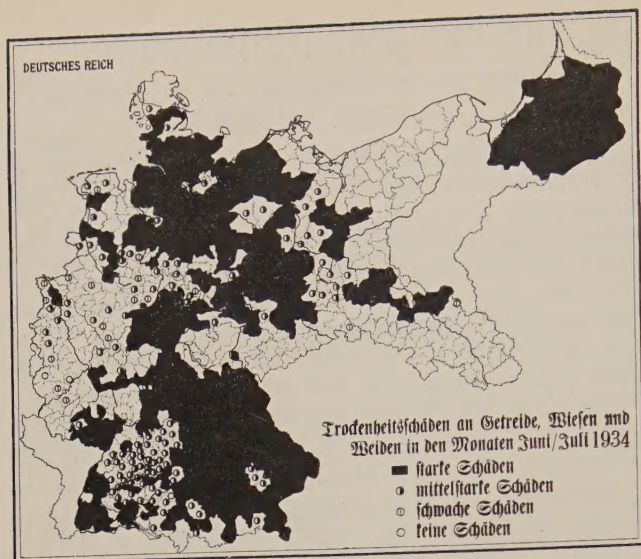 DEUTSCHES REICH
Trockenheitsschäden an Getreide, Wiesen und
Weiden in den Monaten Juni/Juli 1934
starke Schäden
mittelstarke Schäden
schwache Schäden
keine Schäden